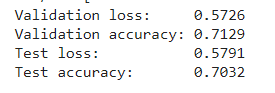 Validation loss: 0.5726
Validation accuracy: 0.7129
Test loss: 0.5791
Test accuracy: 0.7032